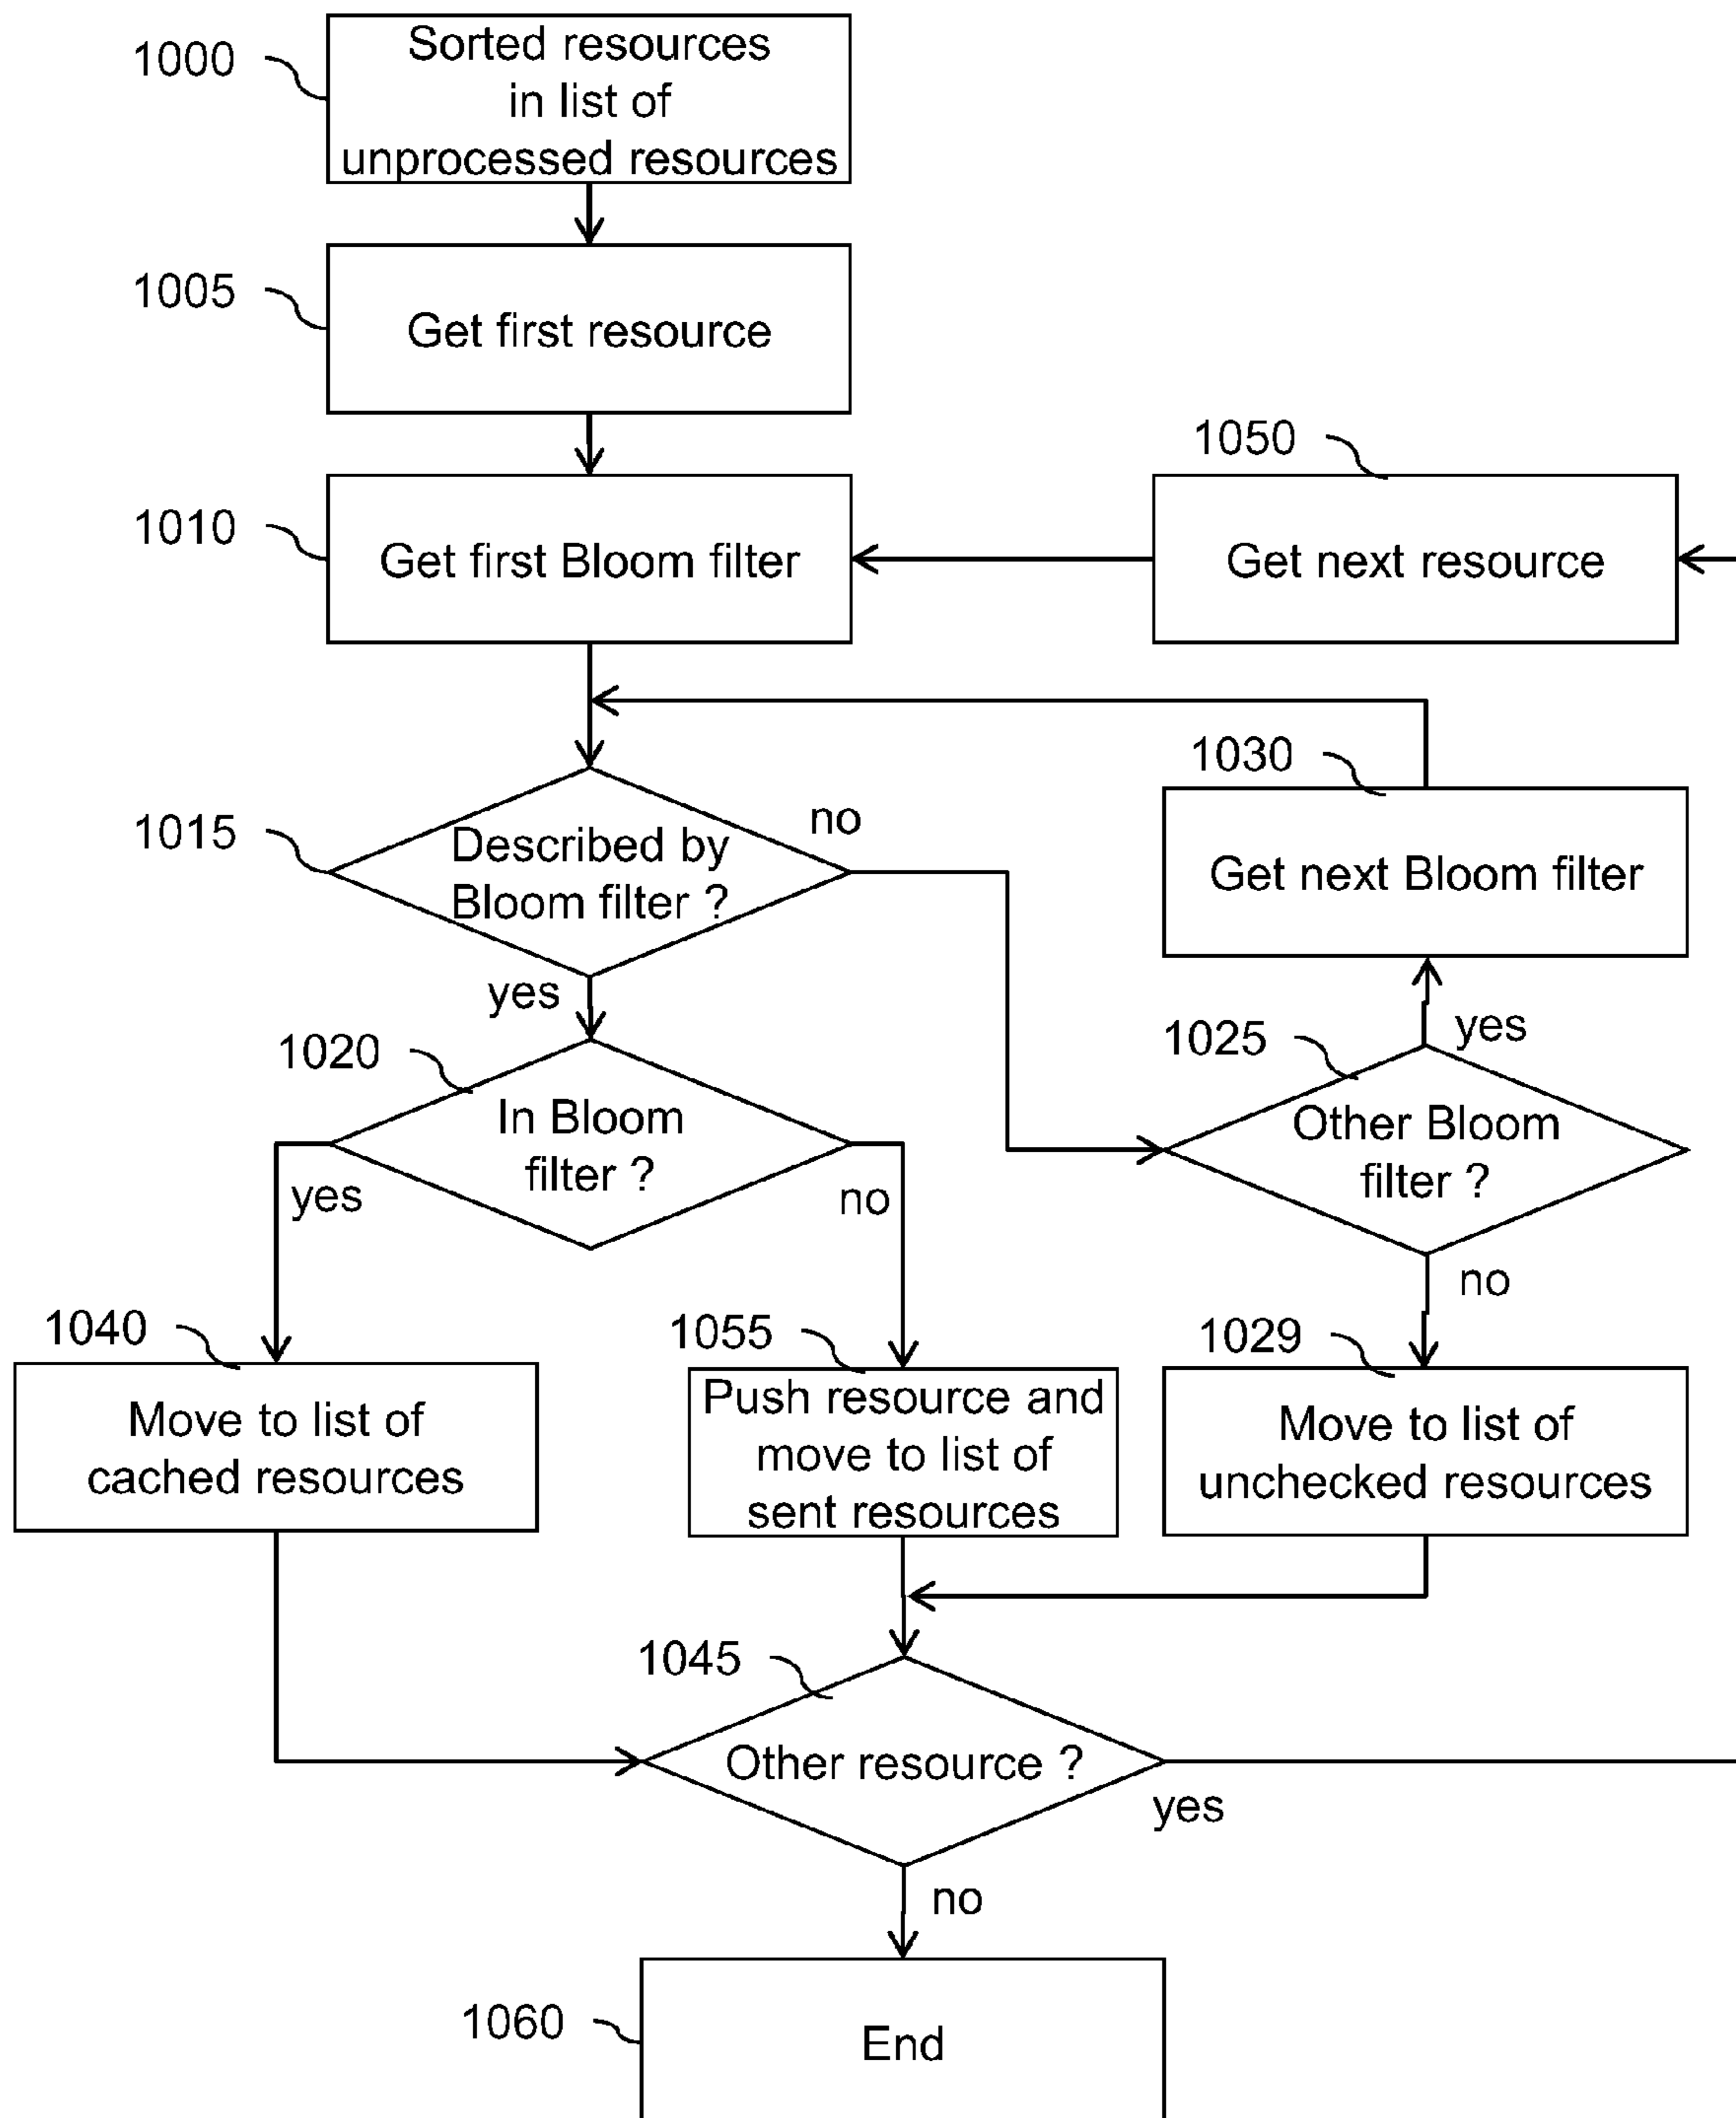 1000
Sorted resources
in list of
unprocessed resources
1005
Get first resource
1050
1010
Get first Bloom filter
Get next resource
1030
1015
no
Described by
Bloom filter ?
Get next Bloom filter
yes
1020
1025
yes
In Bloom
filter ?
Other Bloom
filter ?
yes
no
no
1040
1055
1029
Move to list of
cached resources
Push resource and
move to list of
sent resources
Move to list of
unchecked resources
1045
Other resource ?
yes
no
1060
End